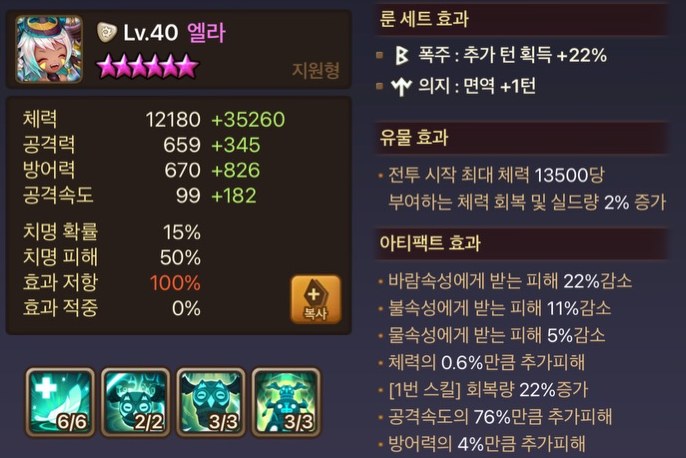 Lv.40 엘라
지원형
체력 12180 +35260
공격력 659 +345
방어력 670 +826
공격속도 99 +182
치명 확률 15%
치명 피해 50%
효과 저항 100%
효과 적중 0%
복사
6/6 2/2 3/3 3/3
룬 세트 효과
폭주 : 추가 턴 획득 +22%
의지 : 면역 +1턴
유물 효과
• 전투 시작 최대 체력 13500당
부여하는 체력 회복 및 실드량 2% 증가
아티팩트 효과
• 바람속성에게 받는 피해 22%감소
• 불속성에게 받는 피해 11%감소
• 물속성에게 받는 피해 5%감소
• 체력의 0.6%만큼 추가피해
• [1번 스킬] 회복량 22%증가
• 공격속도의 76%만큼 추가피해
• 방어력의 4%만큼 추가피해